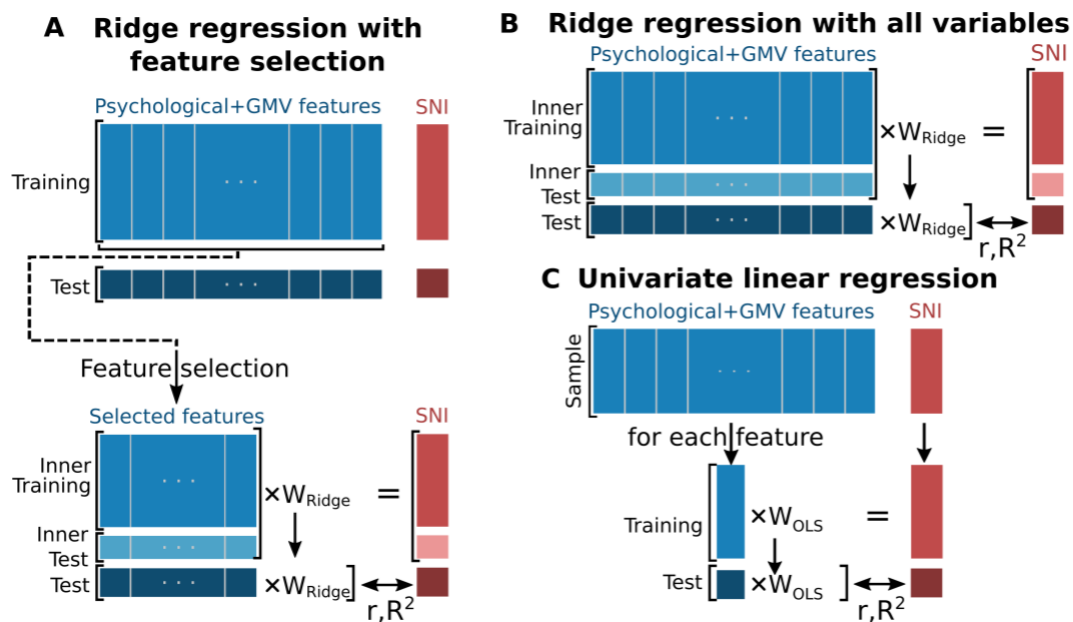 A Ridge regression with
feature selection
Psychological+GMV features SNI
Training
. . .
Test
. . .
Feature selection
Selected features SNI
Inner
Training
. . .
×W_Ridge =
Inner
Test
. . .
Test
. . .
×W_Ridge
r,R²
B Ridge regression with all variables
Psychological+GMV features SNI
Inner
Training
. . .
×W_Ridge =
Inner
Test
. . .
Test
. . .
×W_Ridge
r,R²
C Univariate linear regression
Psychological+GMV features SNI
Sample
. . .
for each feature
Training
×W_OLS =
Test
×W_OLS
r,R²